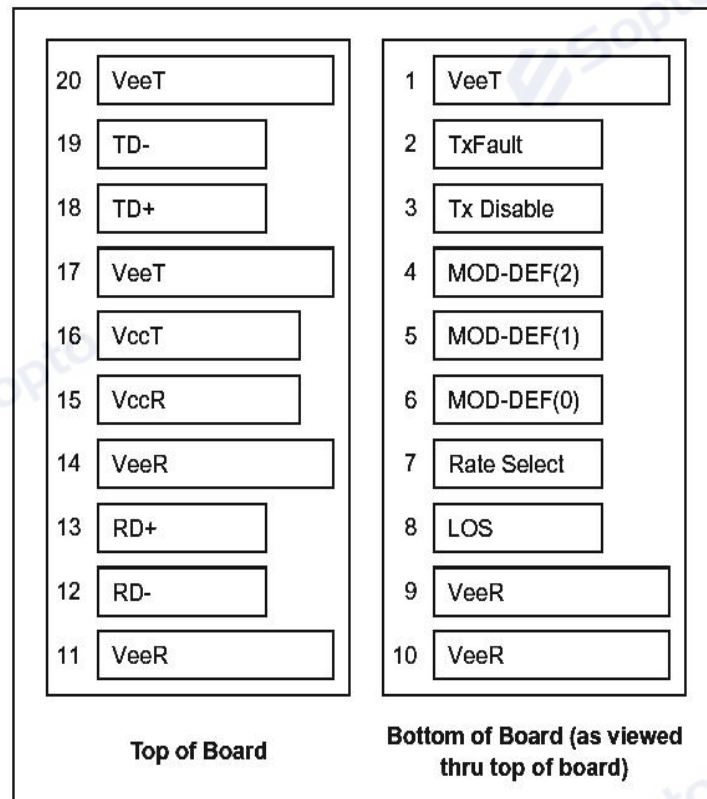 Sopto
20 VeeT
19 TD-
18 TD+
17 VeeT
16 VccT
15 VccR
14 VeeR
13 RD+
12 RD-
11 VeeR
Top of Board
1 VeeT
2 TxFault
3 Tx Disable
4 MOD-DEF(2)
5 MOD-DEF(1)
6 MOD-DEF(0)
7 Rate Select
8 LOS
9 VeeR
10 VeeR
Bottom of Board (as viewed
thru top of board)